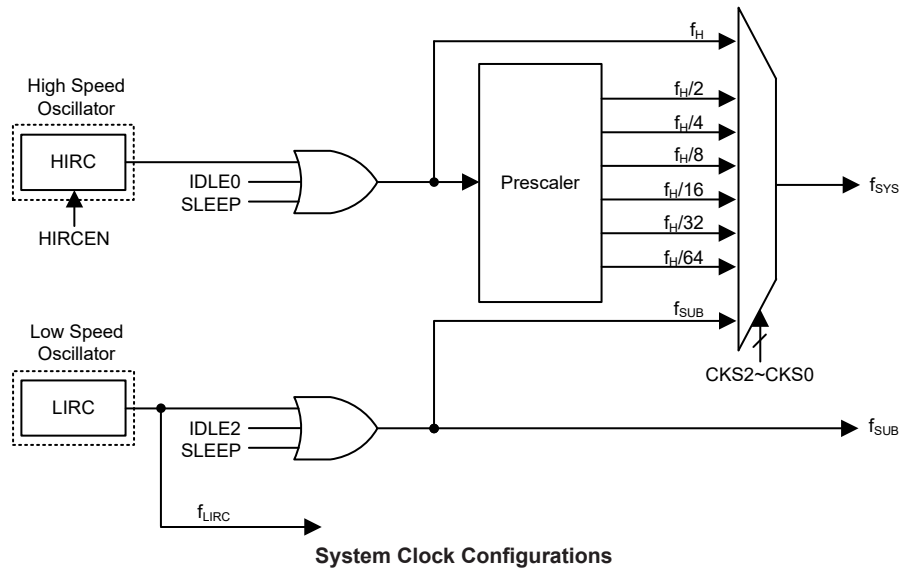 f_H
High Speed
Oscillator
HIRC
IDLE0
SLEEP
HIRCEN
Prescaler
f_H/2
f_H/4
f_H/8
f_H/16
f_H/32
f_H/64
f_SYS
f_SUB
CKS2~CKS0
Low Speed
Oscillator
LIRC
IDLE2
SLEEP
f_SUB
f_LIRC
System Clock Configurations